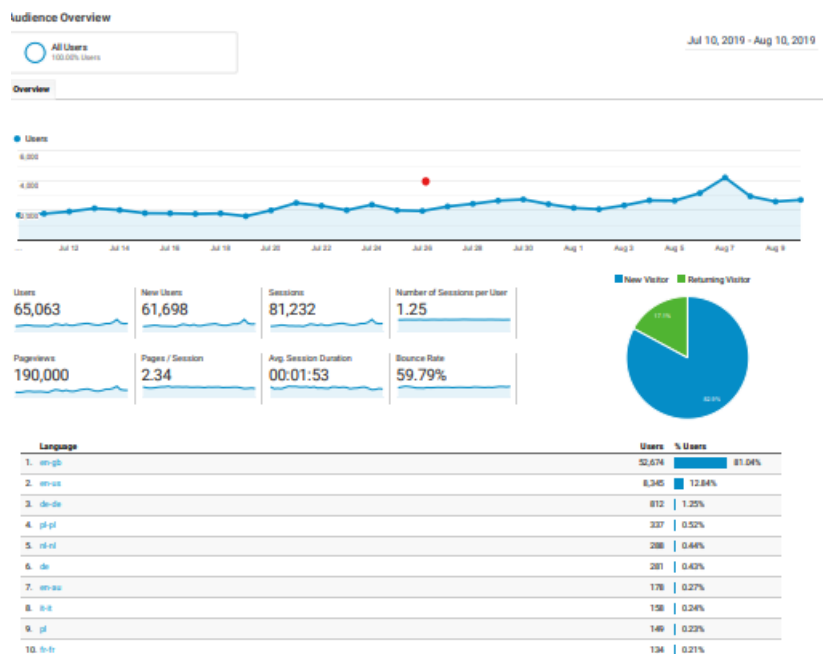 Audience Overview
All Users
100.00% Users
Jul 10, 2019 - Aug 10, 2019
Overview
Users
6,000
4,000
2,000
...
Jul 12 Jul 14 Jul 16 Jul 18 Jul 20 Jul 22 Jul 24 Jul 26 Jul 28 Jul 30 Aug 1 Aug 3 Aug 5 Aug 7 Aug 9
New Visitor Returning Visitor
Users New Users Sessions Number of Sessions per User
65,063 61,698 81,232 1.25
17.1%
Pageviews Pages / Session Avg. Session Duration Bounce Rate
190,000 2.34 00:01:53 59.79%
82.9%
Language Users % Users
1. en-gb 52,674 81.04%
2. en-us 8,345 12.84%
3. de-de 812 1.25%
4. pl-pl 337 0.52%
5. nl-nl 288 0.44%
6. de 281 0.43%
7. en-au 178 0.27%
8. it-it 158 0.24%
9. pl 149 0.23%
10. fr-fr 134 0.21%